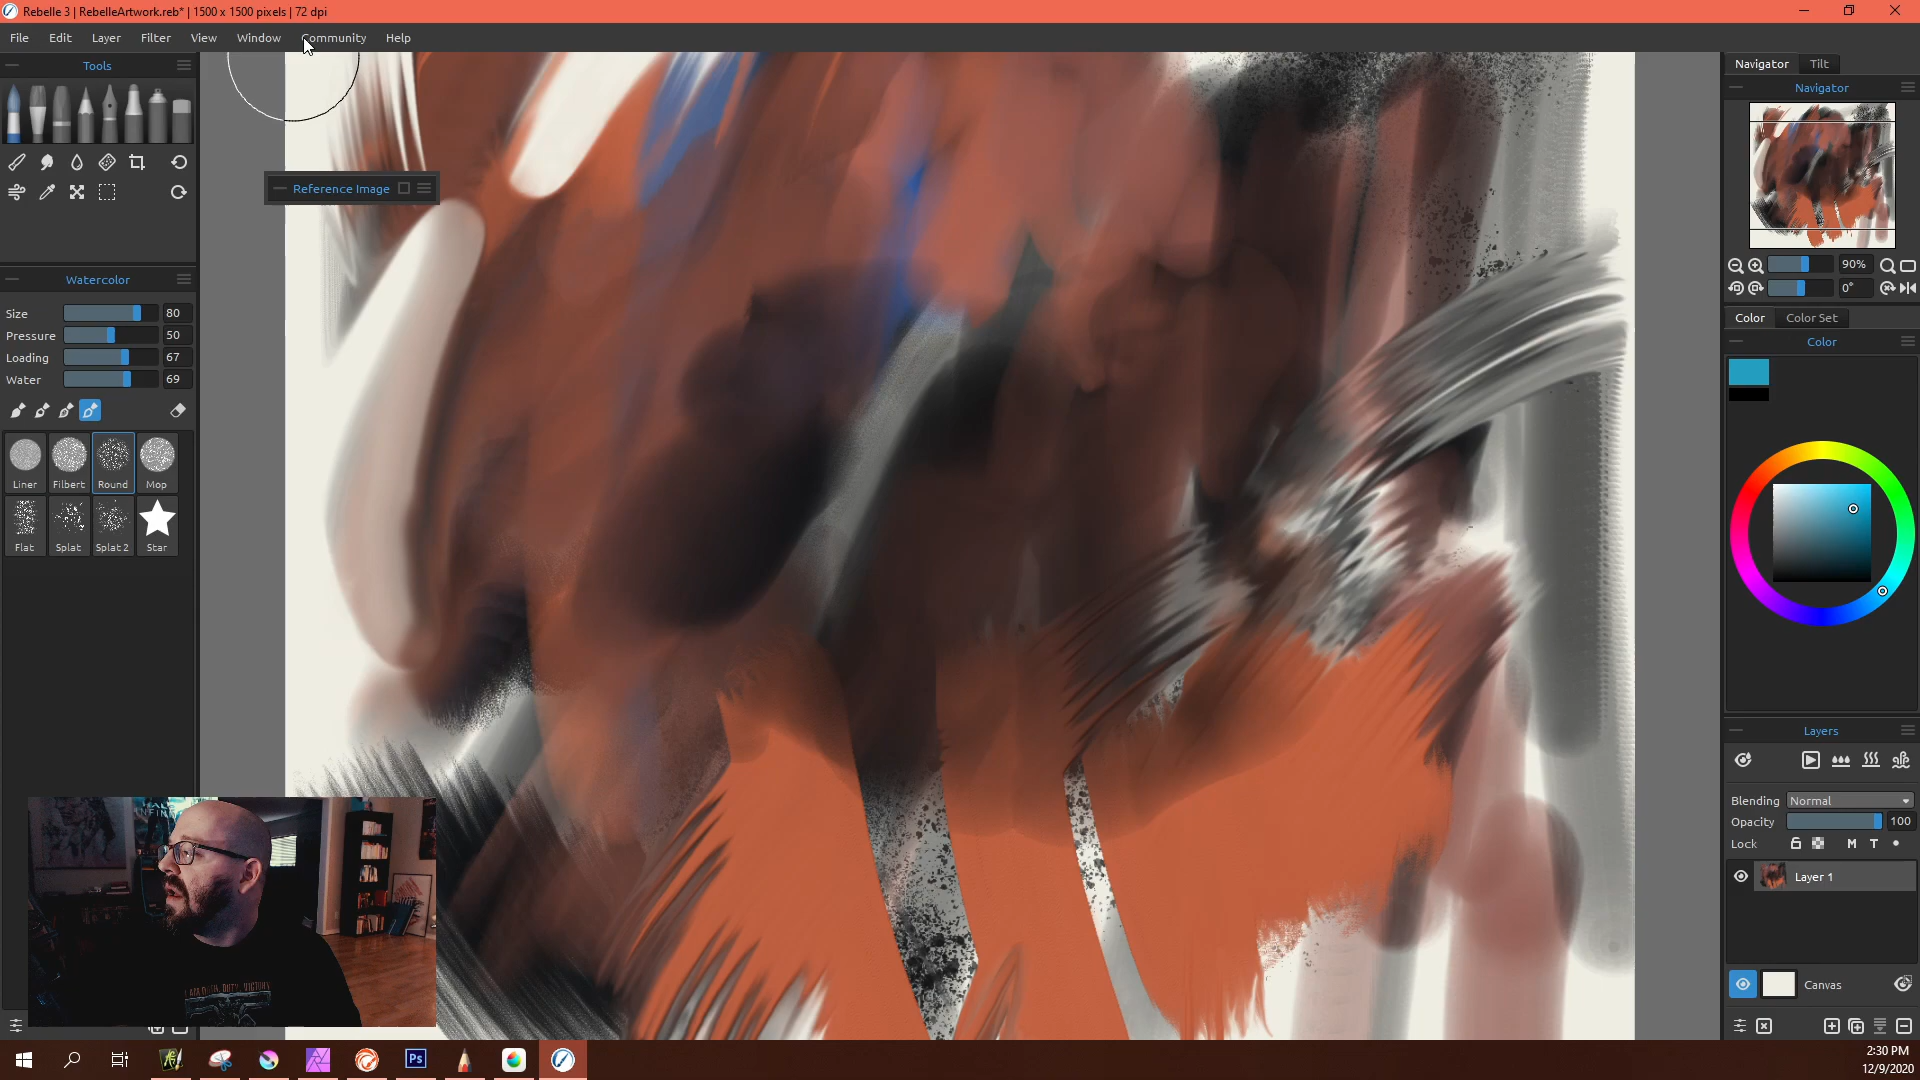 Rebelle 3 | RebelleArtwork.reb* | 1500 x 1500 pixels | 72 dpi
File Edit Layer Filter View Window Community Help
Tools
Navigator Tilt
Navigator
Reference Image
90%
0°
Watercolor
Size 80
Pressure 50
Loading 67
Water 69
Liner Filbert Round Mop
Flat Splat Splat 2 Star
Color Color Set
Color
Layers
Blending Normal
Opacity 100
Lock M T
Layer 1
Canvas
Ps
2:30 PM
12/9/2020